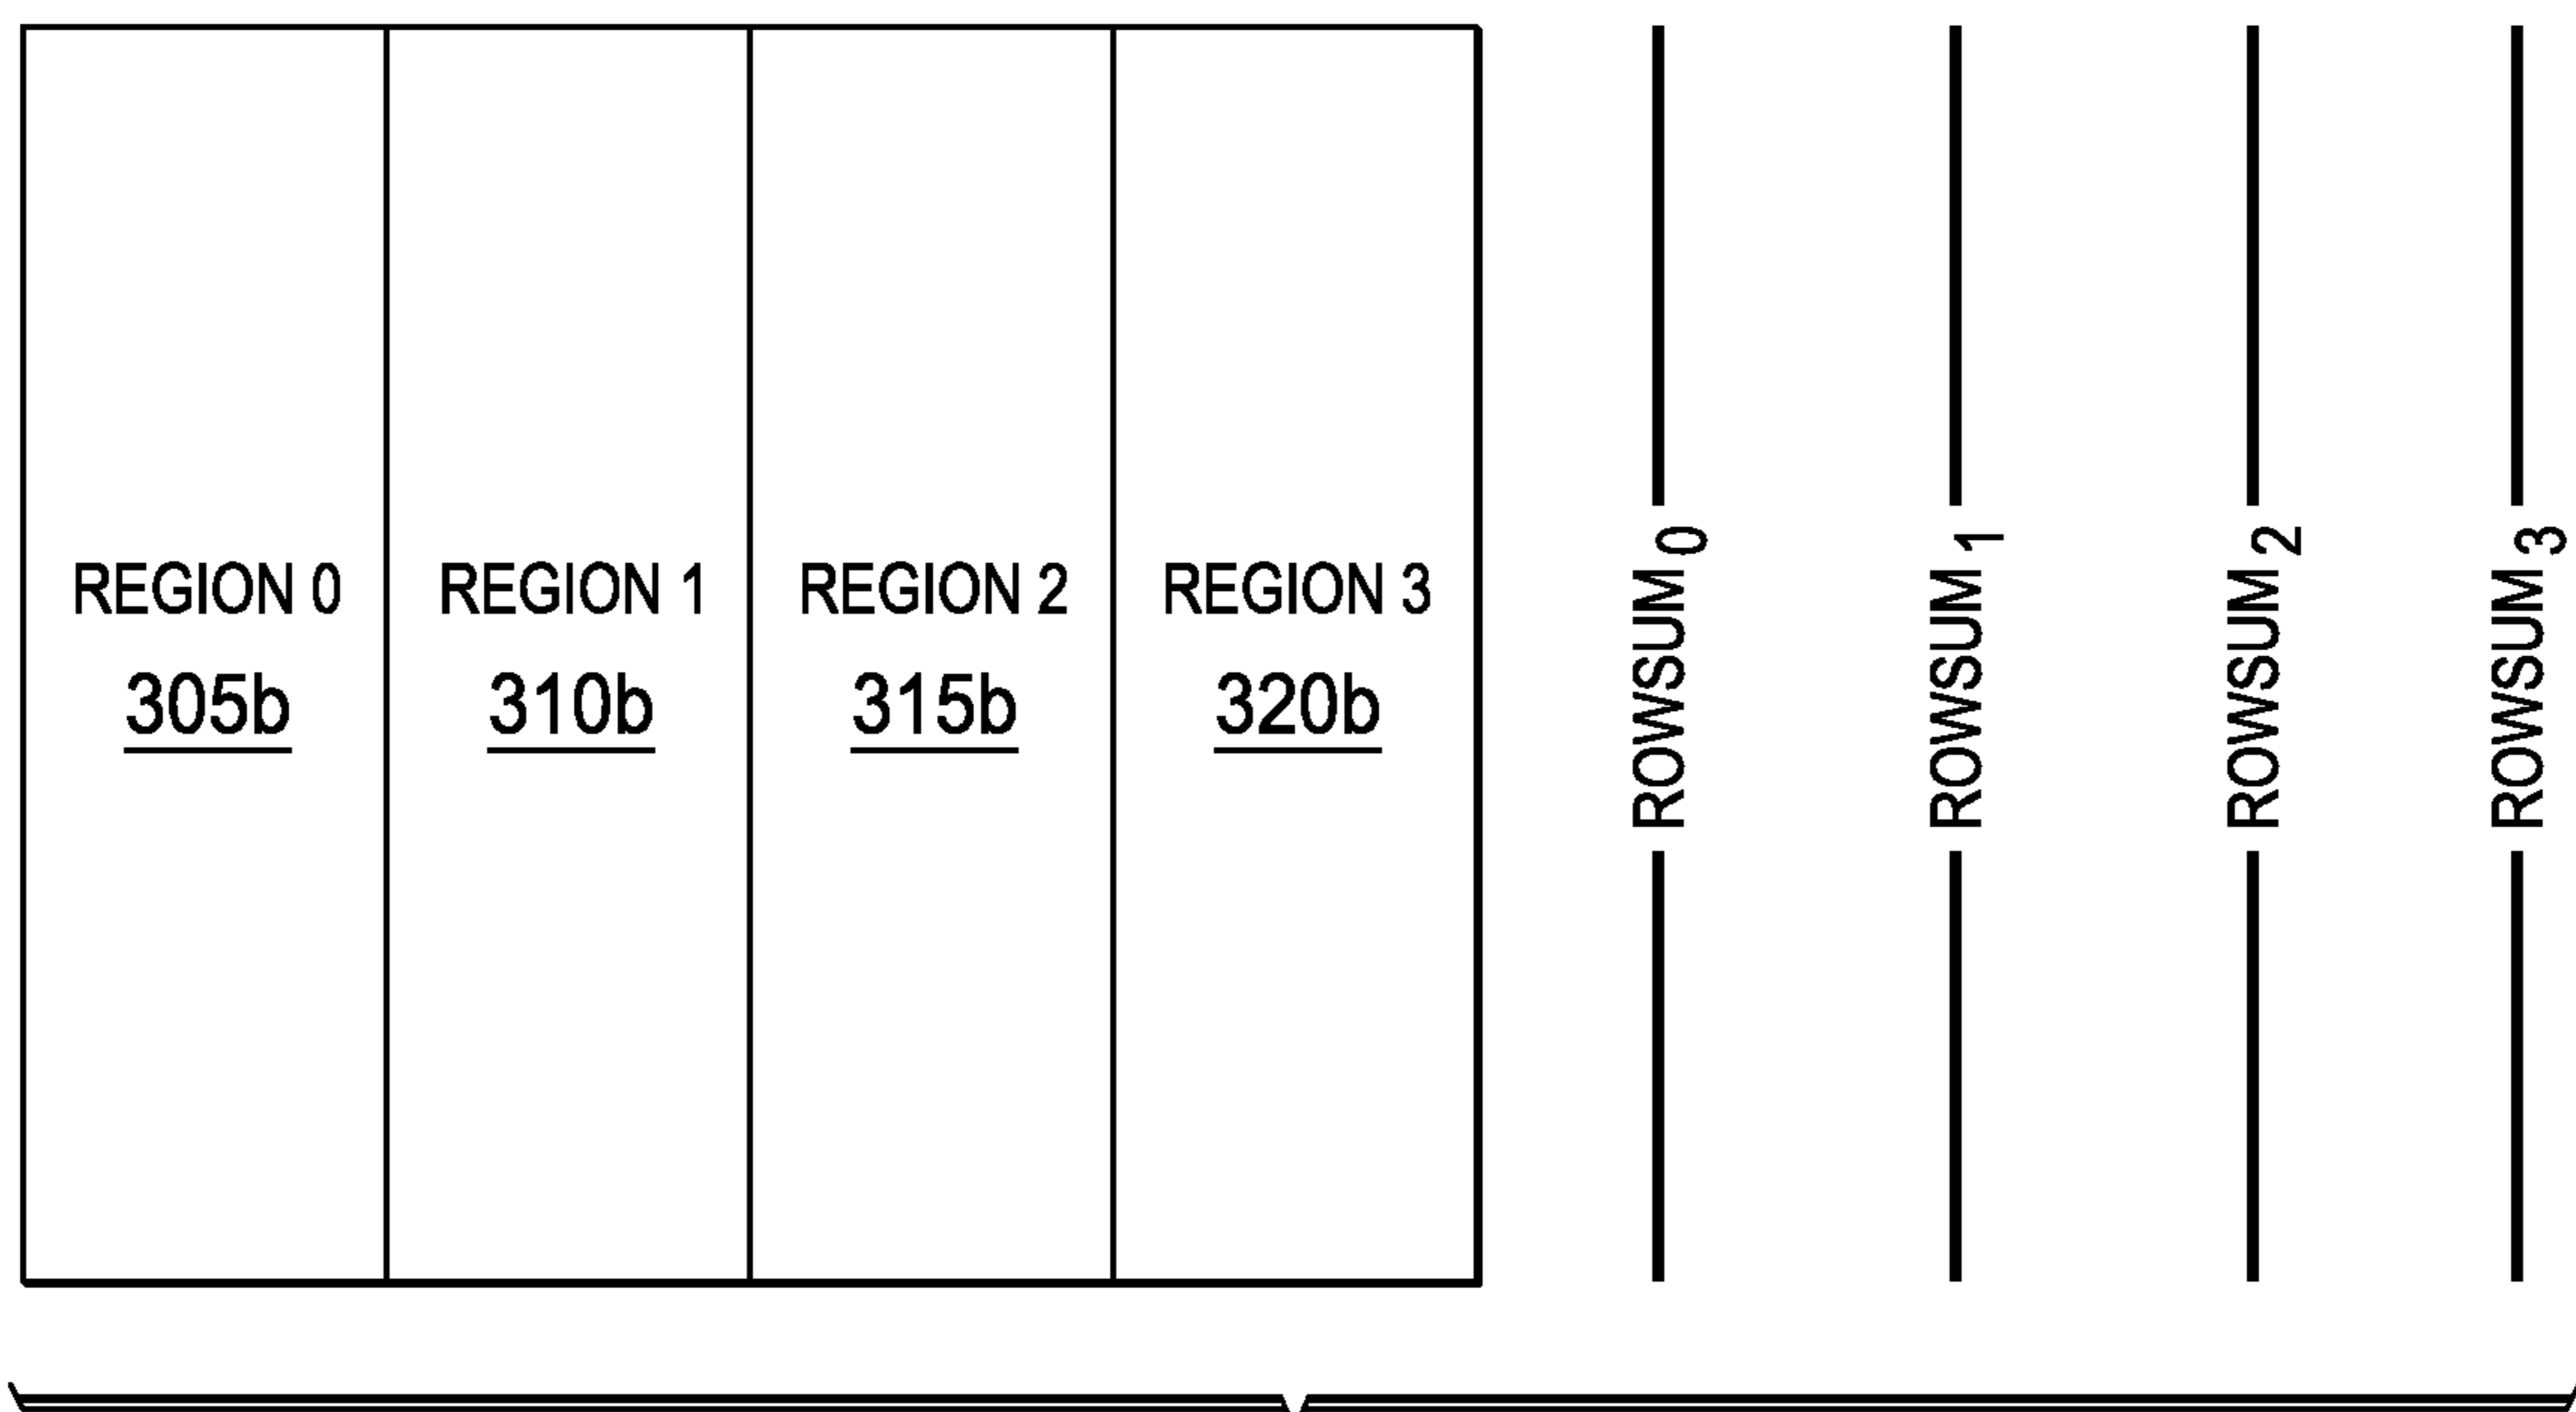 REGION 0
305b
REGION 1
310b
REGION 2
315b
REGION 3
320b
ROWSUM0
ROWSUM1
ROWSUM2
ROWSUM3